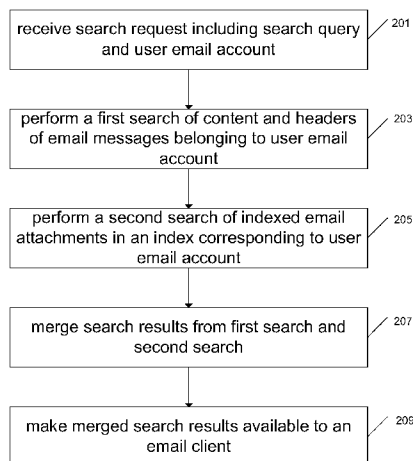 receive search request including search query
and user email account
201
perform a first search of content and headers
of email messages belonging to user email
account
203
perform a second search of indexed email
attachments in an index corresponding to user
email account
205
merge search results from first search and
second search
207
make merged search results available to an
email client
209